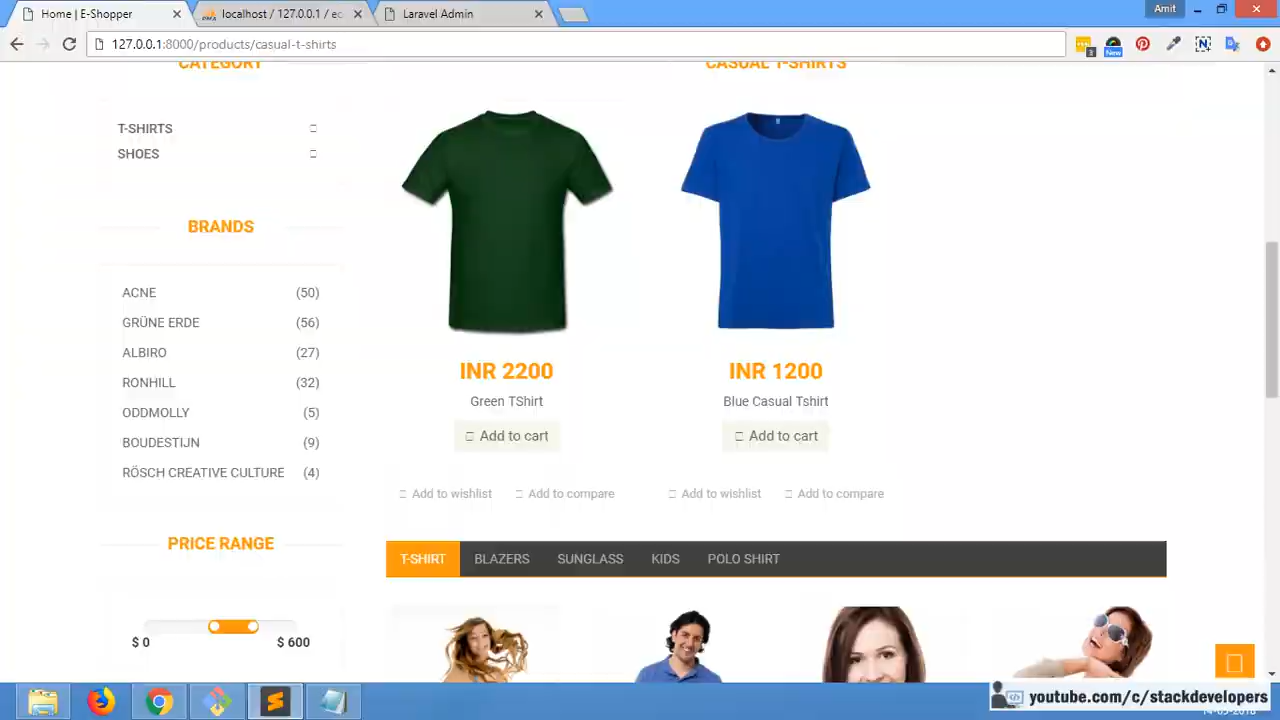 Home | E-Shopper
localhost / 127.0.0.1 / ec
Laravel Admin
Amit
127.0.0.1:8000/products/casual-t-shirts
3
New
CATEGORY
CASUAL T-SHIRTS
T-SHIRTS
SHOES
BRANDS
ACNE (50)
GRÜNE ERDE (56)
ALBIRO (27)
RONHILL (32)
ODDMOLLY (5)
BOUDESTIJN (9)
RÖSCH CREATIVE CULTURE (4)
INR 2200
INR 1200
Green TShirt
Blue Casual Tshirt
Add to cart
Add to cart
Add to wishlist Add to compare
Add to wishlist Add to compare
PRICE RANGE
$ 0 $ 600
T-SHIRT BLAZERS SUNGLASS KIDS POLO SHIRT
youtube.com/c/stackdevelopers